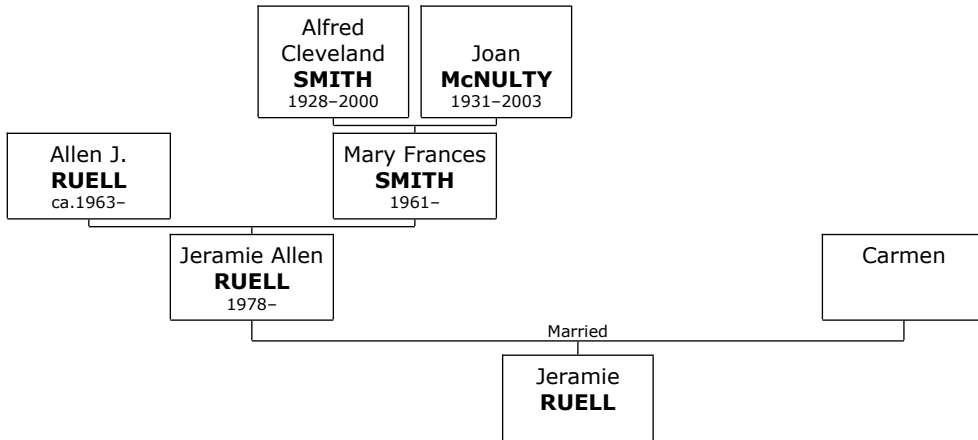 Alfred
Cleveland
SMITH
1928–2000
Joan
McNULTY
1931–2003
Allen J.
RUELL
ca.1963–
Mary Frances
SMITH
1961–
Jeramie Allen
RUELL
1978–
Carmen
Married
Jeramie
RUELL